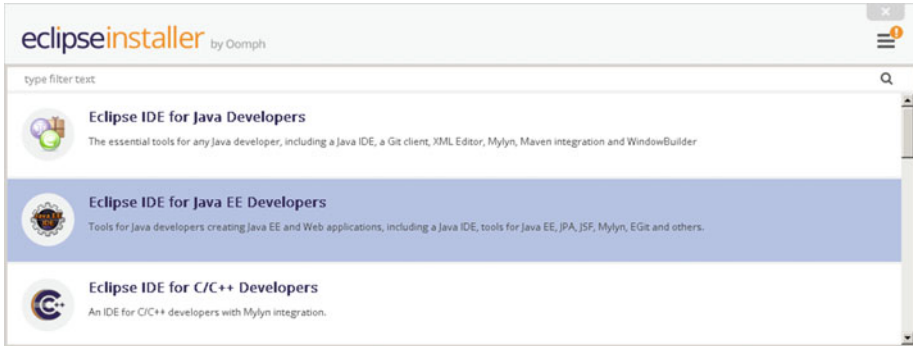 eclipseinstaller by Oomph
type filter text
Eclipse IDE for Java Developers
The essential tools for any Java developer, including a Java IDE, a Git client, XML Editor, Mylyn, Maven integration and WindowBuilder
Java EE
IDE
Eclipse IDE for Java EE Developers
Tools for Java developers creating Java EE and Web applications, including a Java IDE, tools for Java EE, JPA, JSF, Mylyn, EGit and others.
C++
Eclipse IDE for C/C++ Developers
An IDE for C/C++ developers with Mylyn integration.